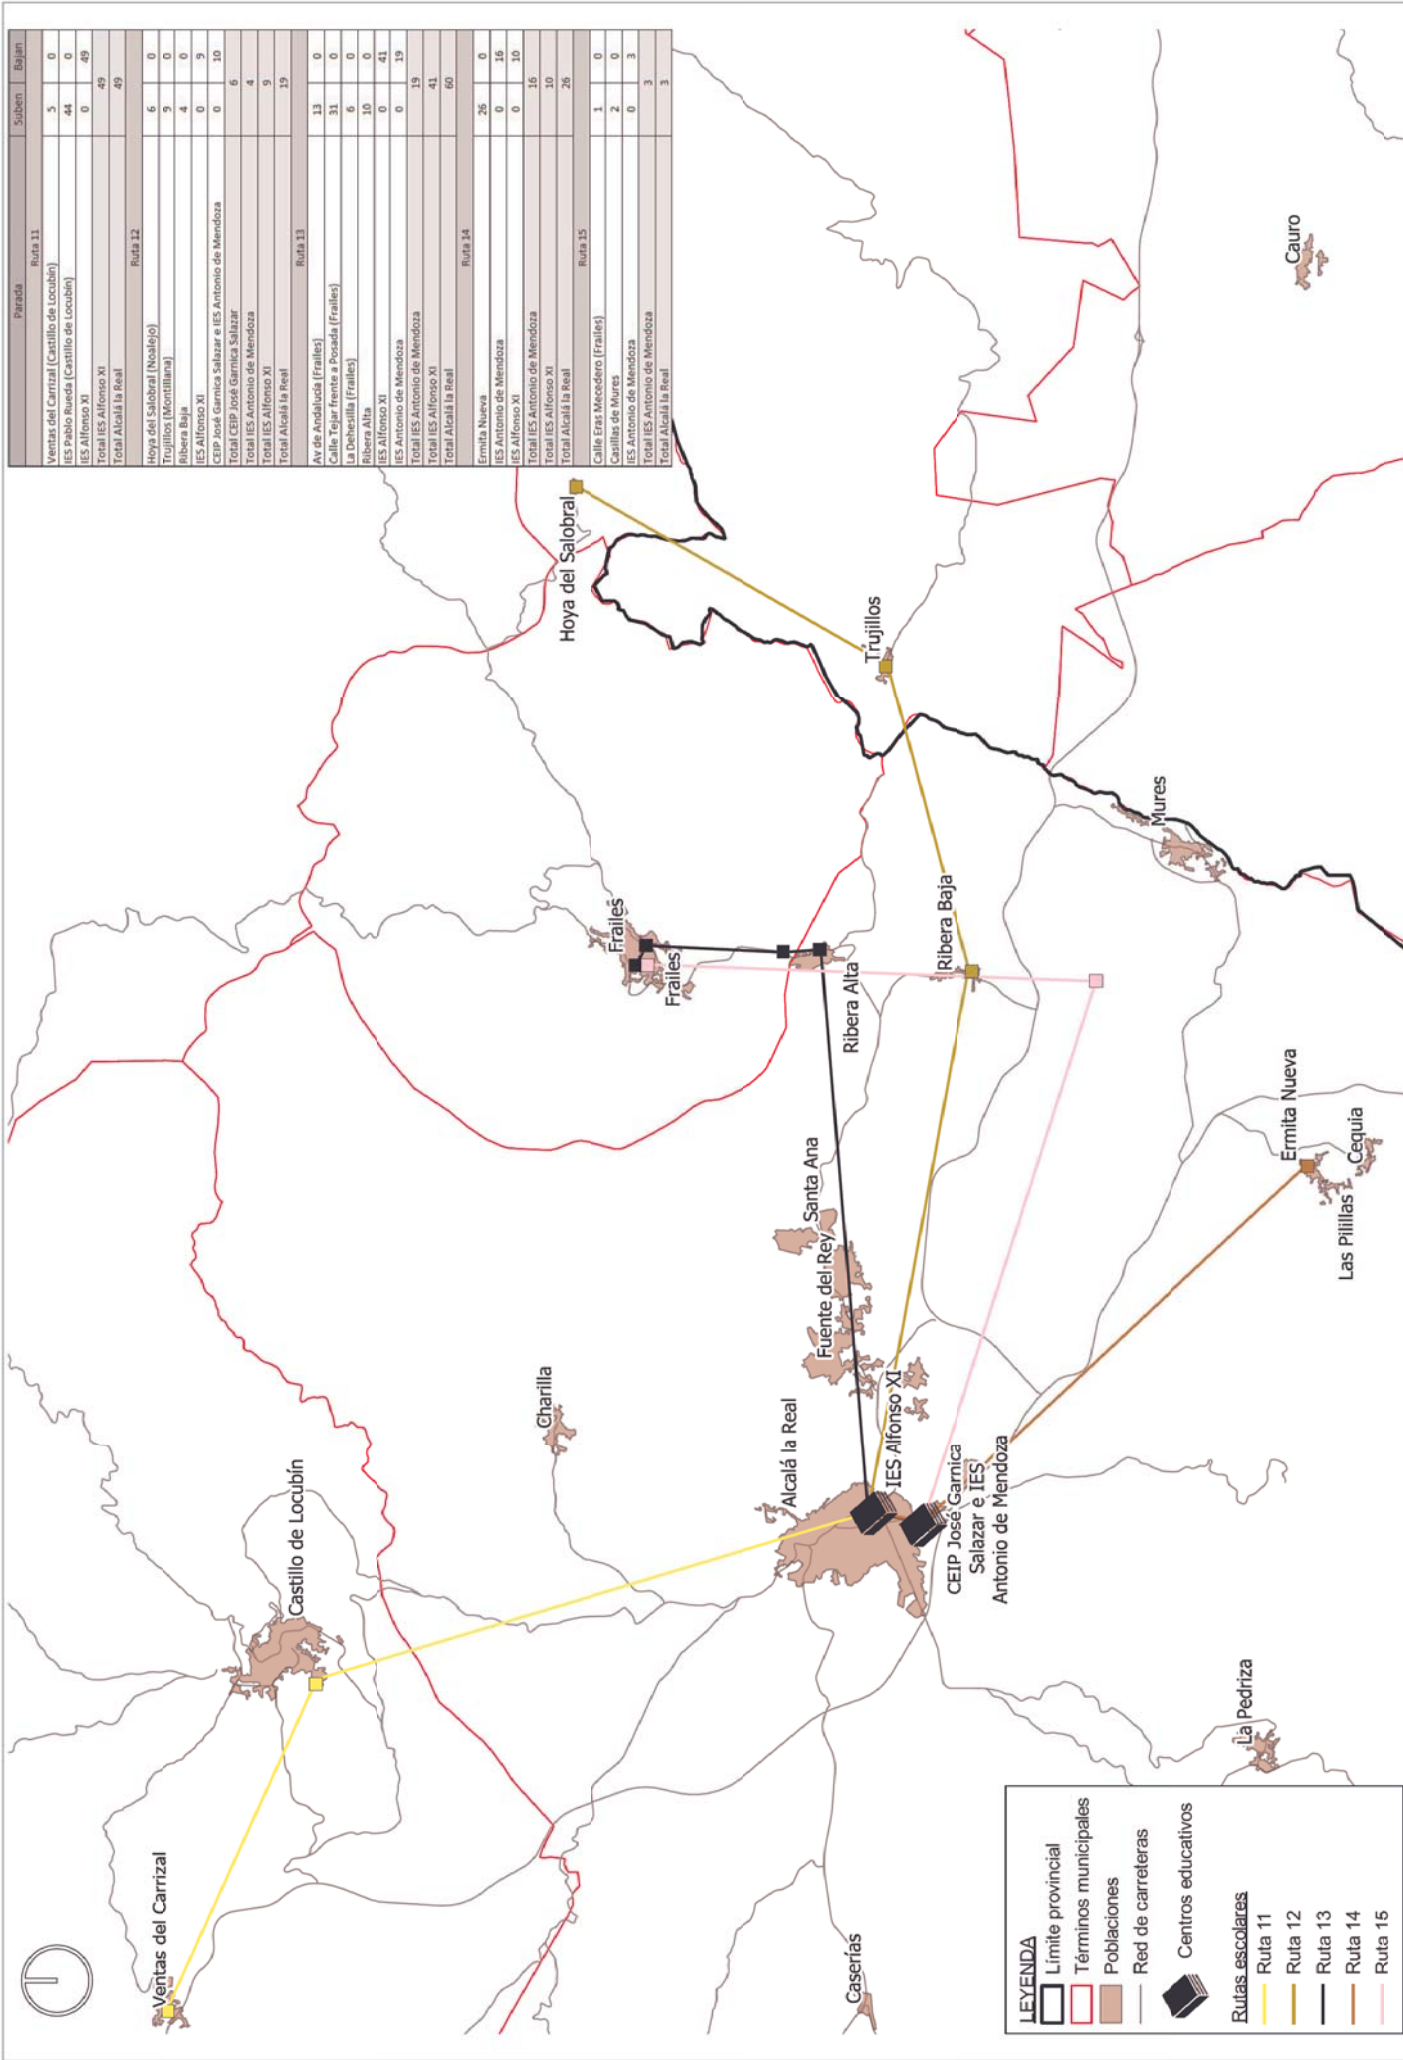 Parada Suben Bajan
Ruta 11
Ventas del Carrizal (Castillo de Locubín) 5 0
IES Pablo Rueda (Castillo de Locubín) 44 0
IES Alfonso XI 0 49
Total IES Alfonso XI 49
Total Alcalá la Real 49
Ruta 12
Hoya del Salobral (Noalejo) 6 0
Trujillos (Montillana) 9 0
Ribera Baja 4 0
IES Alfonso XI 0 9
CEIP José Garnica Salazar e IES Antonio de Mendoza 0 10
Total CEIP José Garnica Salazar 6
Total IES Antonio de Mendoza 4
Total IES Alfonso XI 9
Total Alcalá la Real 19
Ruta 13
Av de Andalucía (Frailes) 13 0
Calle Tejar frente a Posada (Frailes) 31 0
La Dehesilla (Frailes) 6 0
Ribera Alta 10 0
IES Alfonso XI 0 41
IES Antonio de Mendoza 0 19
Total IES Antonio de Mendoza 19
Total IES Alfonso XI 41
Total Alcalá la Real 60
Ruta 14
Ermita Nueva 26 0
IES Antonio de Mendoza 0 16
IES Alfonso XI 0 10
Total IES Antonio de Mendoza 16
Total IES Alfonso XI 10
Total Alcalá la Real 26
Ruta 15
Calle Eras Mecedero (Frailes) 1 0
Casillas de Mures 2 0
IES Antonio de Mendoza 0 3
Total IES Antonio de Mendoza 3
Total Alcalá la Real 3
Ventas del Carrizal
Castillo de Locubín
Charilla
Hoya del Salobral
Frailes
Frailes
Alcalá la Real
Fuente del Rey
Santa Ana
Ribera Alta
Trujillos
IES Alfonso XI
Ribera Baja
CEIP José Garnica
Salazar e IES
Antonio de Mendoza
Caserías
Mures
La Pedriza
Las Pilillas
Ermita Nueva
Cequia
Cauro
LEYENDA
Límite provincial
Términos municipales
Poblaciones
Red de carreteras
Centros educativos
Rutas escolares
Ruta 11
Ruta 12
Ruta 13
Ruta 14
Ruta 15